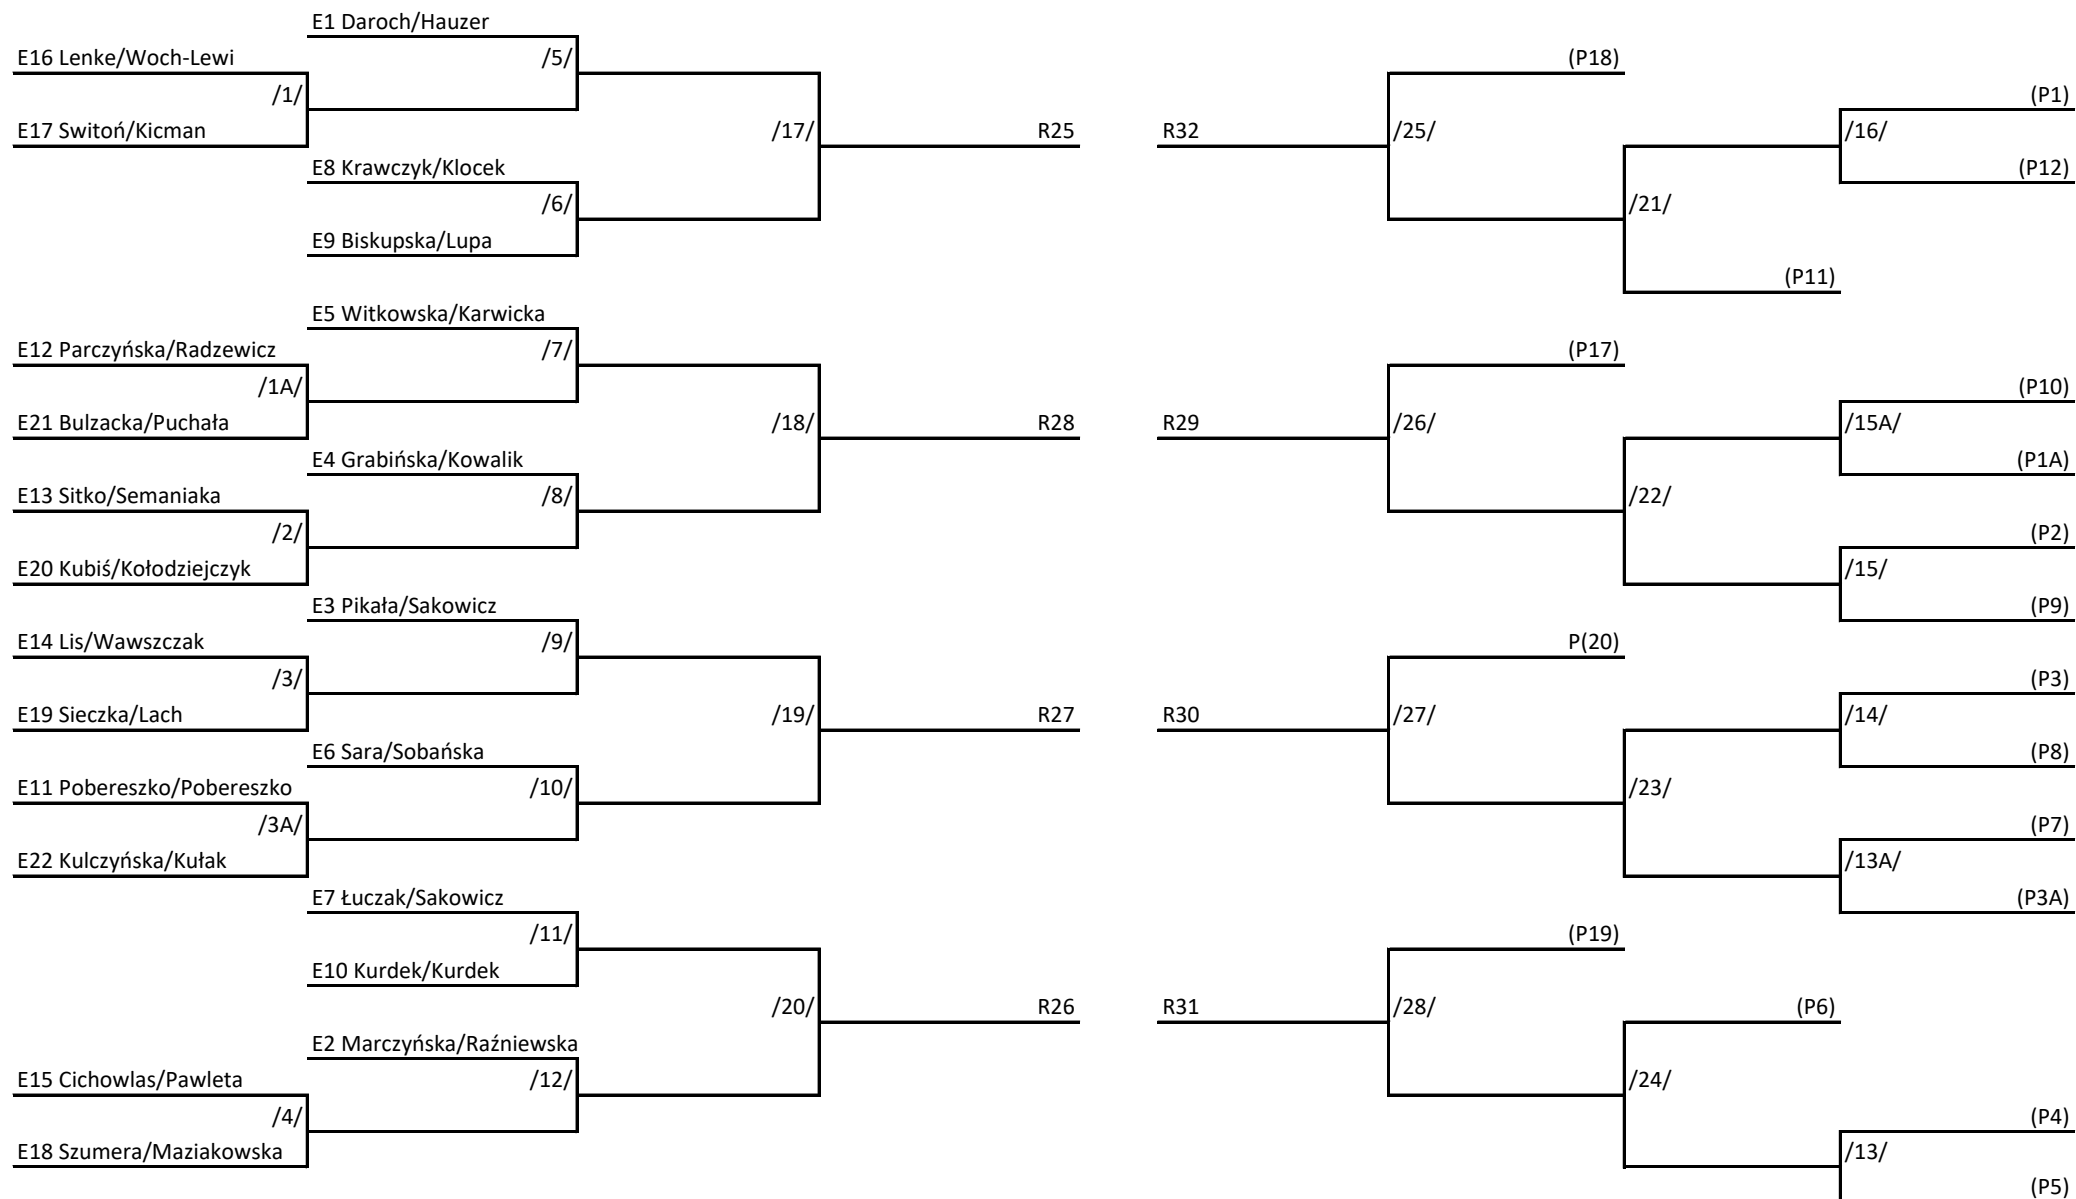 E1 Daroch/Hauzer
E16 Lenke/Woch-Lewi
/5/
(P18)
/1/
(P1)
E17 Switoń/Kicman
/17/
R25
R32
/25/
/16/
E8 Krawczyk/Klocek
(P12)
/6/
/21/
E9 Biskupska/Lupa
(P11)
E5 Witkowska/Karwicka
E12 Parczyńska/Radzewicz
/7/
(P17)
/1A/
(P10)
E21 Bulzacka/Puchała
/18/
R28
R29
/26/
/15A/
E4 Grabińska/Kowalik
(P1A)
E13 Sitko/Semaniaka
/8/
/22/
/2/
(P2)
E20 Kubiś/Kołodziejczyk
/15/
E3 Pikała/Sakowicz
(P9)
E14 Lis/Wawszczak
/9/
P(20)
/3/
(P3)
E19 Sieczka/Lach
/19/
R27
R30
/27/
/14/
E6 Sara/Sobańska
(P8)
E11 Pobereszko/Pobereszko
/10/
/23/
/3A/
(P7)
E22 Kulczyńska/Kułak
/13A/
E7 Łuczak/Sakowicz
(P3A)
/11/
(P19)
E10 Kurdek/Kurdek
/20/
R26
R31
/28/
(P6)
E2 Marczyńska/Raźniewska
E15 Cichowlas/Pawleta
/12/
/24/
/4/
(P4)
E18 Szumera/Maziakowska
/13/
(P5)